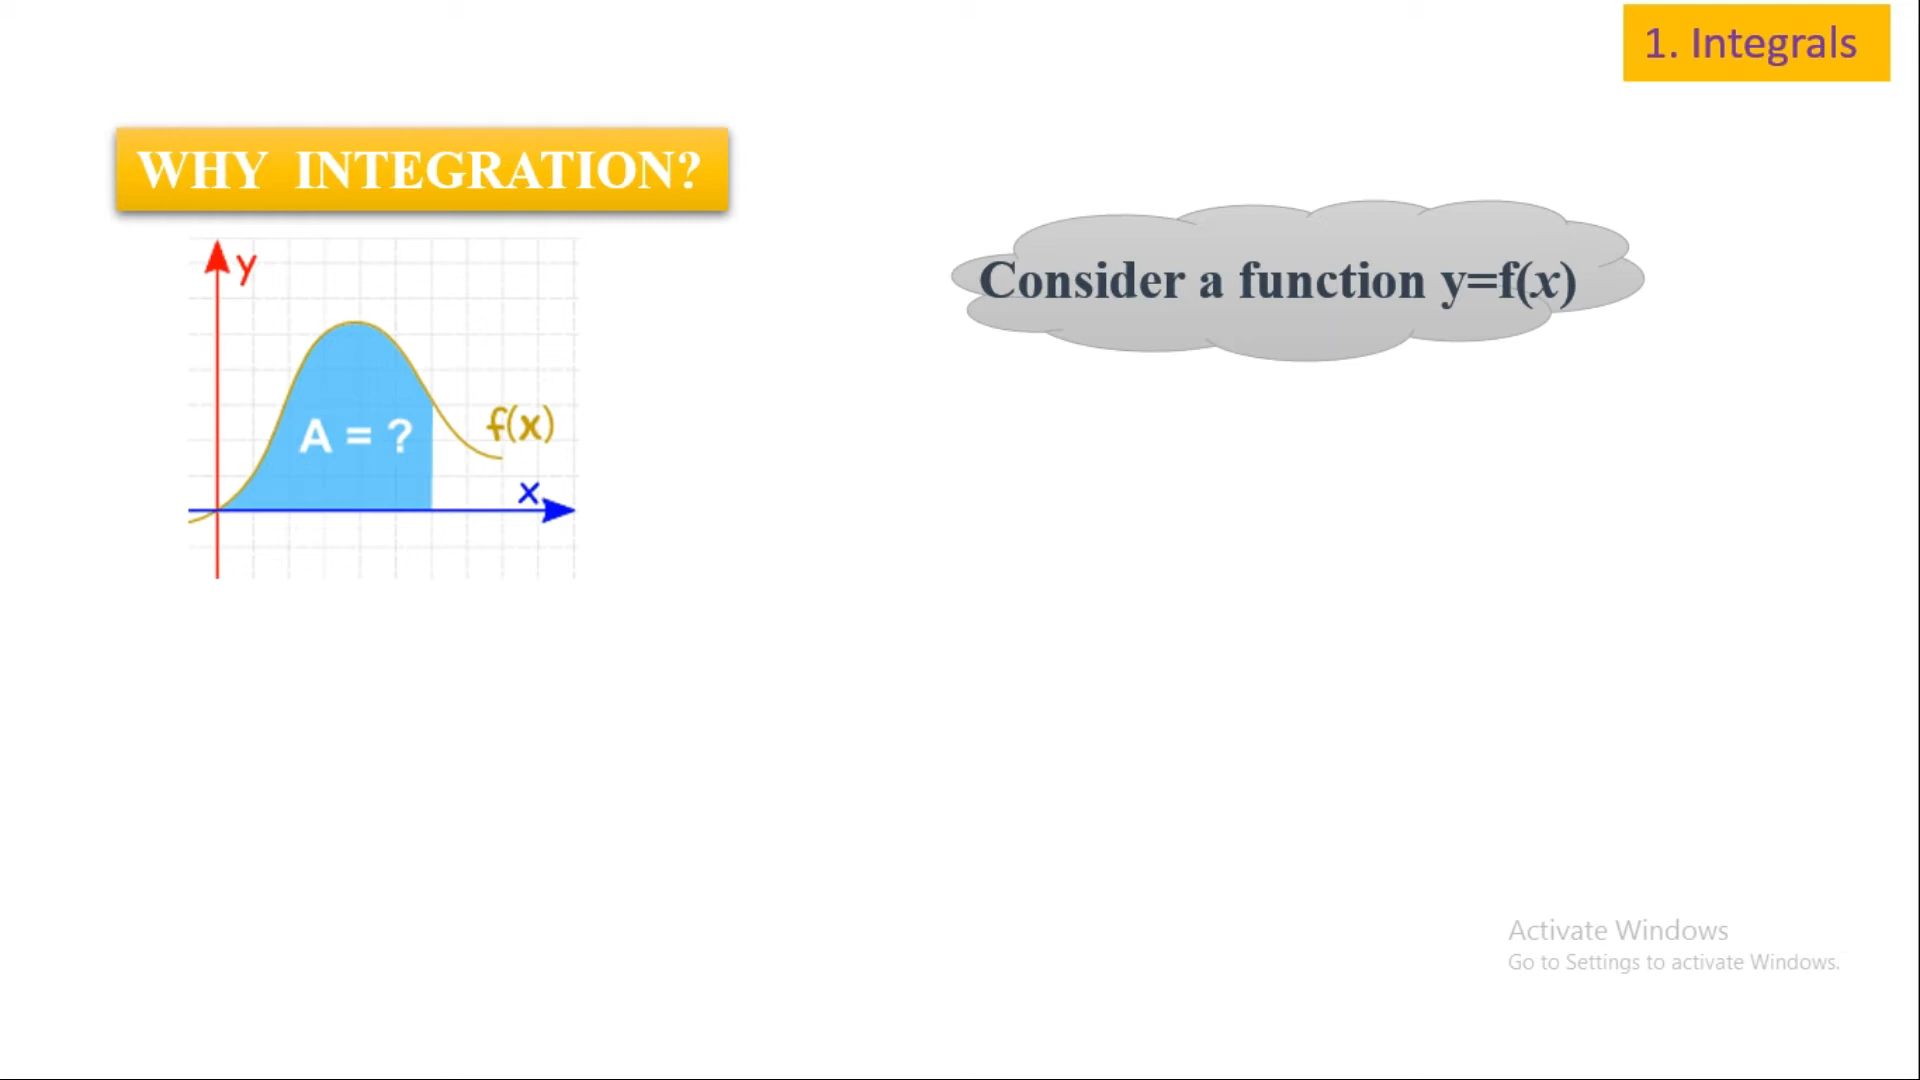 1. Integrals
WHY INTEGRATION?
Consider a function y=f(x)
y
f(x)
A = ?
x
Activate Windows
Go to Settings to activate Windows.